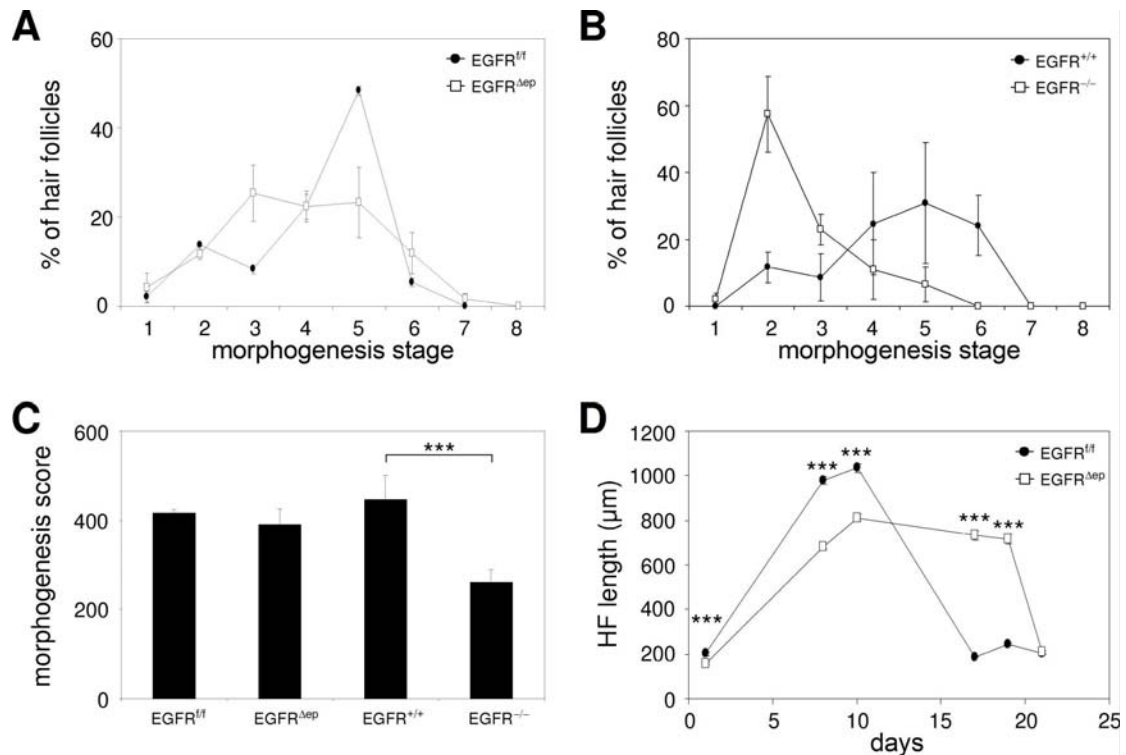 A
60
40
20
0
% of hair follicles
EGFR^f/f
EGFR^Δep
1 2 3 4 5 6 7 8
morphogenesis stage
B
80
60
40
20
0
% of hair follicles
EGFR^+/+
EGFR^−/−
1 2 3 4 5 6 7 8
morphogenesis stage
C
600
400
200
0
morphogenesis score
***
EGFR^f/f EGFR^Δep EGFR^+/+ EGFR^−/−
D
1200
1000
800
600
400
200
0
HF length (µm)
EGFR^f/f
EGFR^Δep
*** *** *** *** ***
0 5 10 15 20 25
days